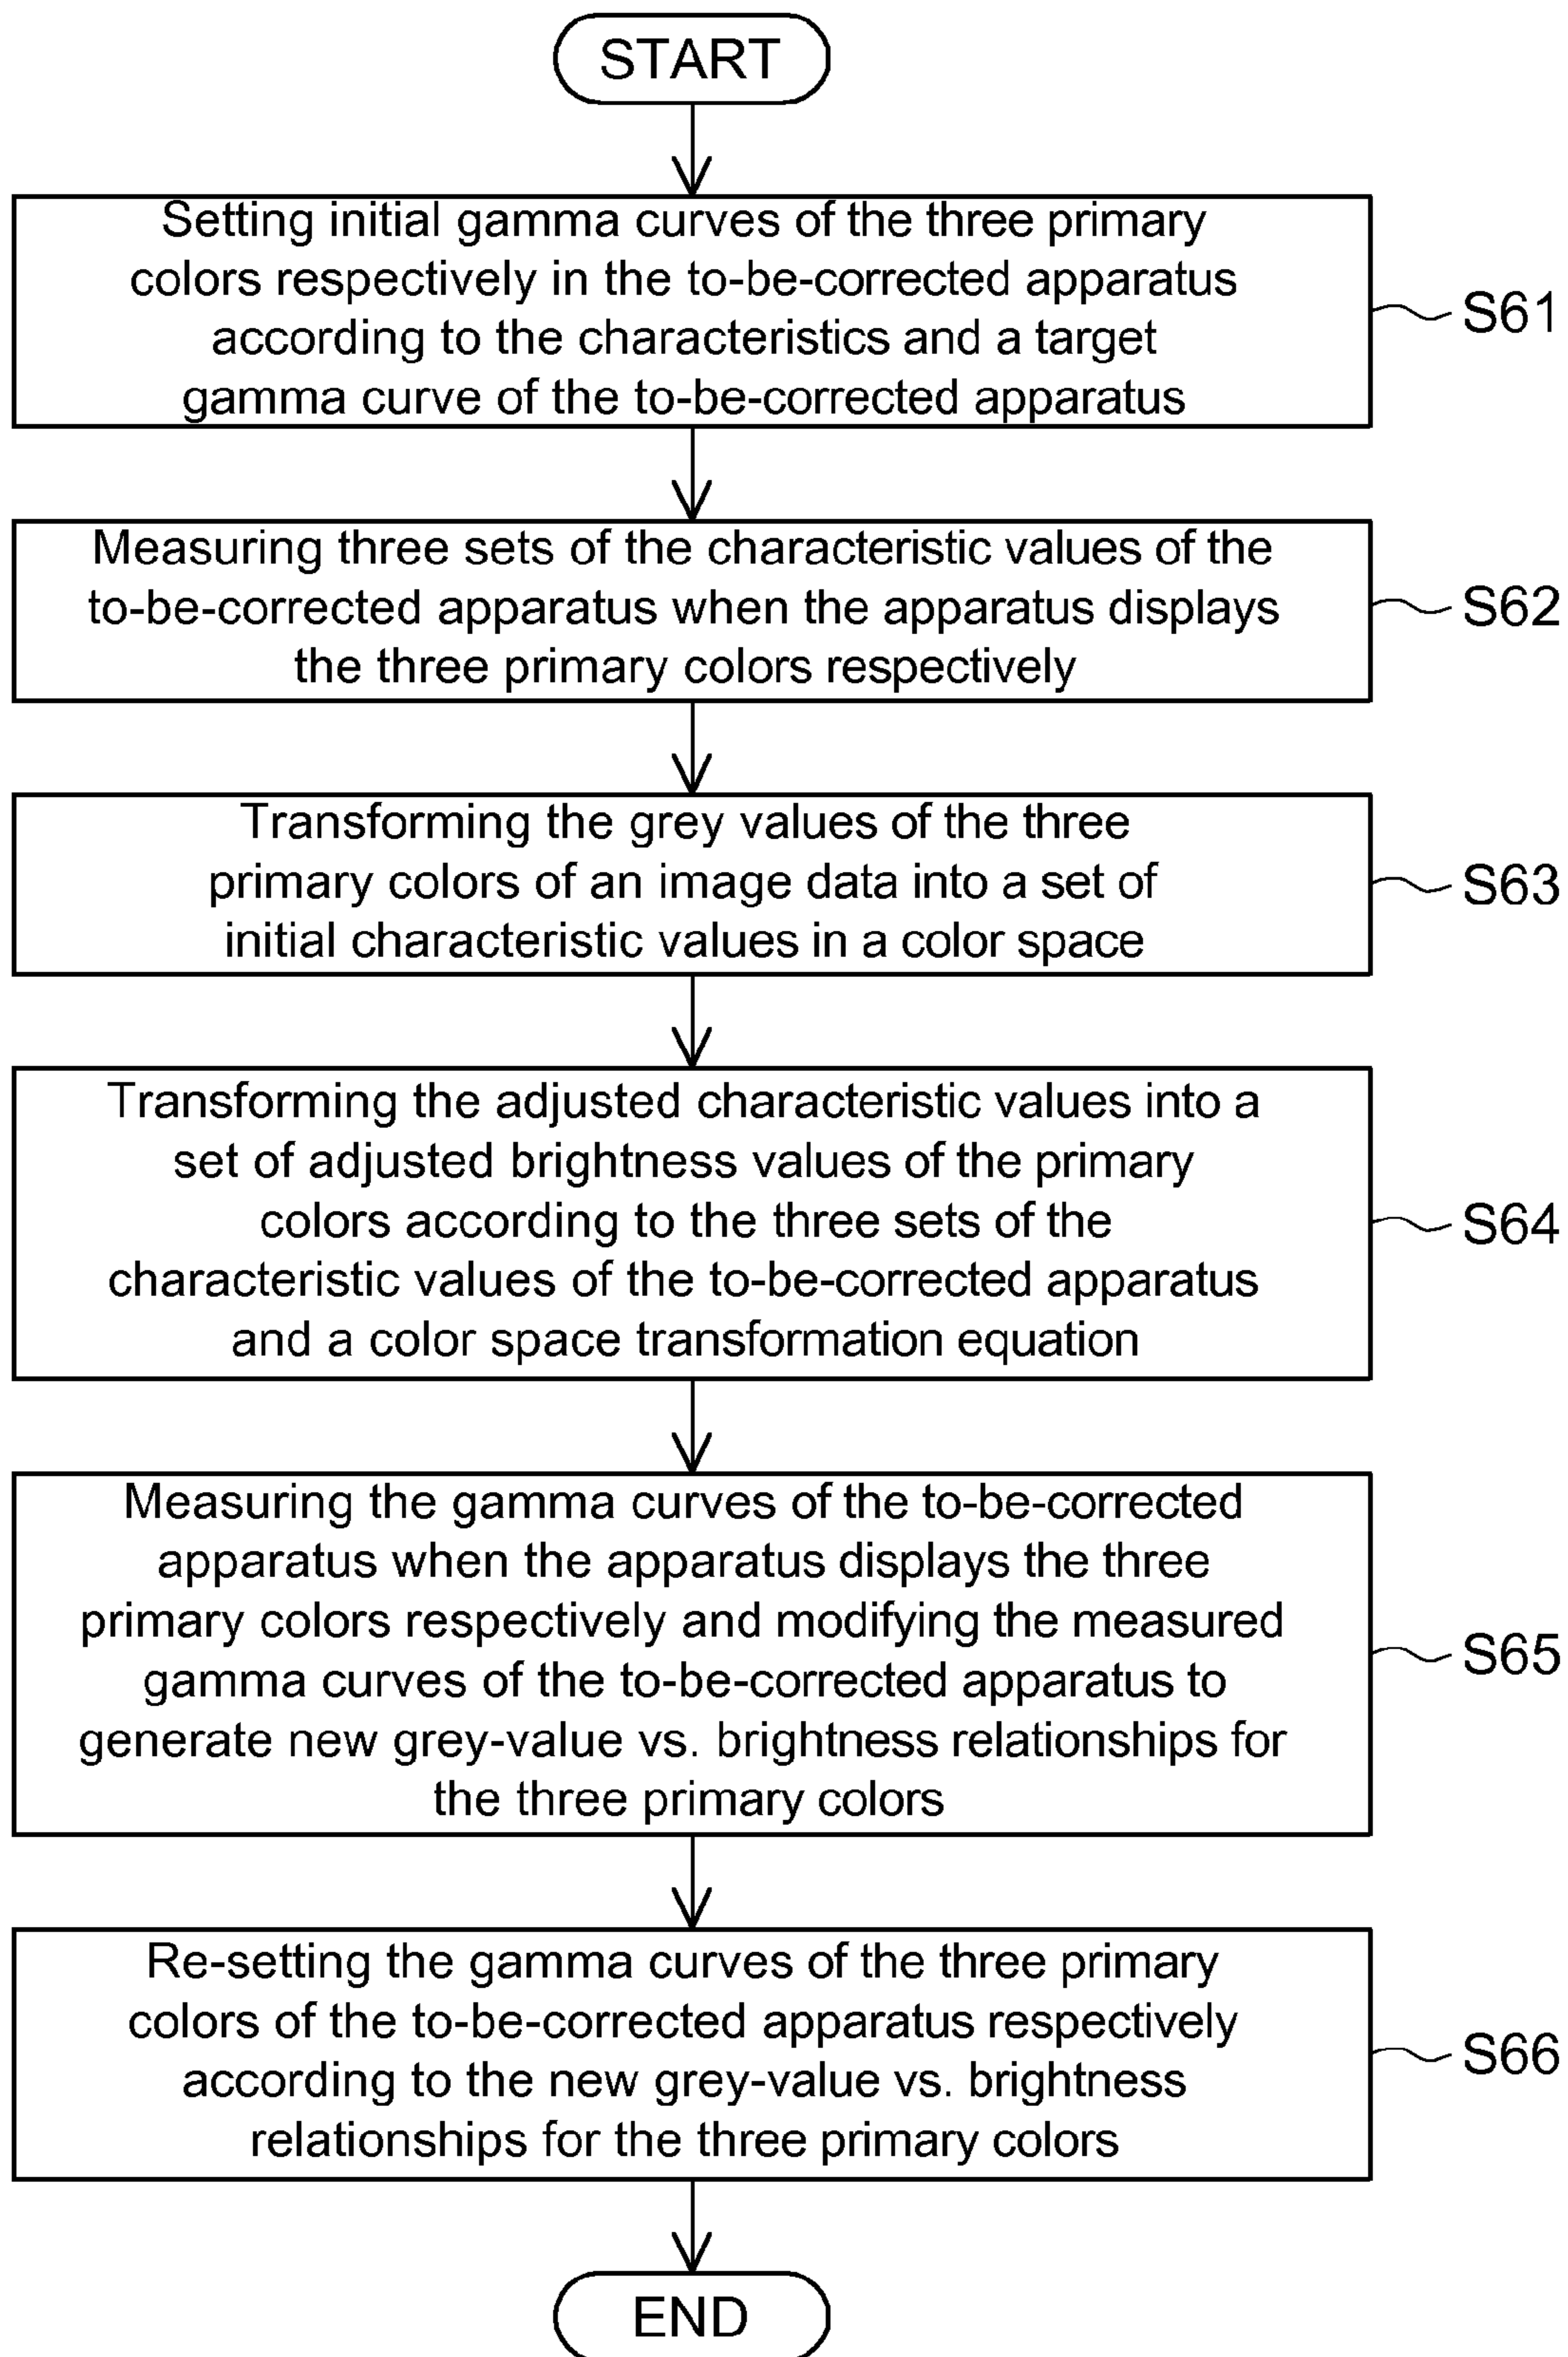 START
Setting initial gamma curves of the three primary
colors respectively in the to-be-corrected apparatus
according to the characteristics and a target
gamma curve of the to-be-corrected apparatus
S61
Measuring three sets of the characteristic values of the
to-be-corrected apparatus when the apparatus displays
the three primary colors respectively
S62
Transforming the grey values of the three
primary colors of an image data into a set of
initial characteristic values in a color space
S63
Transforming the adjusted characteristic values into a
set of adjusted brightness values of the primary
colors according to the three sets of the
characteristic values of the to-be-corrected apparatus
and a color space transformation equation
S64
Measuring the gamma curves of the to-be-corrected
apparatus when the apparatus displays the three
primary colors respectively and modifying the measured
gamma curves of the to-be-corrected apparatus to
generate new grey-value vs. brightness relationships for
the three primary colors
S65
Re-setting the gamma curves of the three primary
colors of the to-be-corrected apparatus respectively
according to the new grey-value vs. brightness
relationships for the three primary colors
S66
END